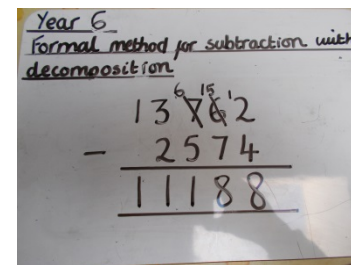 Year 6
Formal method for subtraction with
decomposition
6 15 1
13762
- 2574
11188